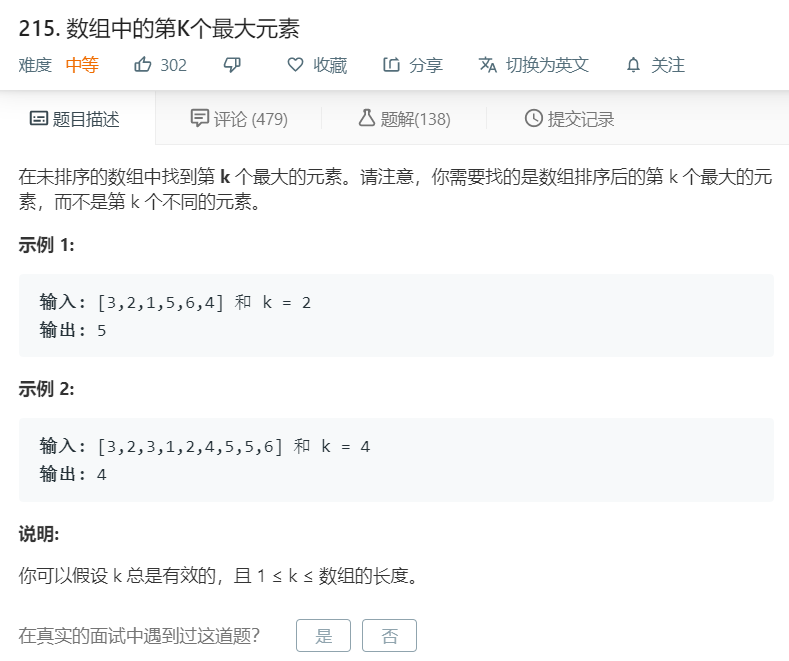 215. 数组中的第K个最大元素
难度 中等 302 收藏 分享 切换为英文 关注
题目描述 评论 (479) 题解(138) 提交记录
在未排序的数组中找到第 k 个最大的元素。请注意，你需要找的是数组排序后的第 k 个最大的元
素，而不是第 k 个不同的元素。
示例 1:
输入: [3,2,1,5,6,4] 和 k = 2
输出: 5
示例 2:
输入: [3,2,3,1,2,4,5,5,6] 和 k = 4
输出: 4
说明:
你可以假设 k 总是有效的，且 1 ≤ k ≤ 数组的长度。
在真实的面试中遇到过这道题? 是 否